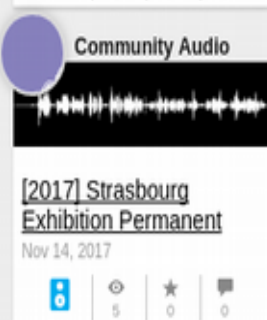 Community Audio
[2017] Strasbourg
Exhibition Permanent
Nov 14, 2017
5
0
0